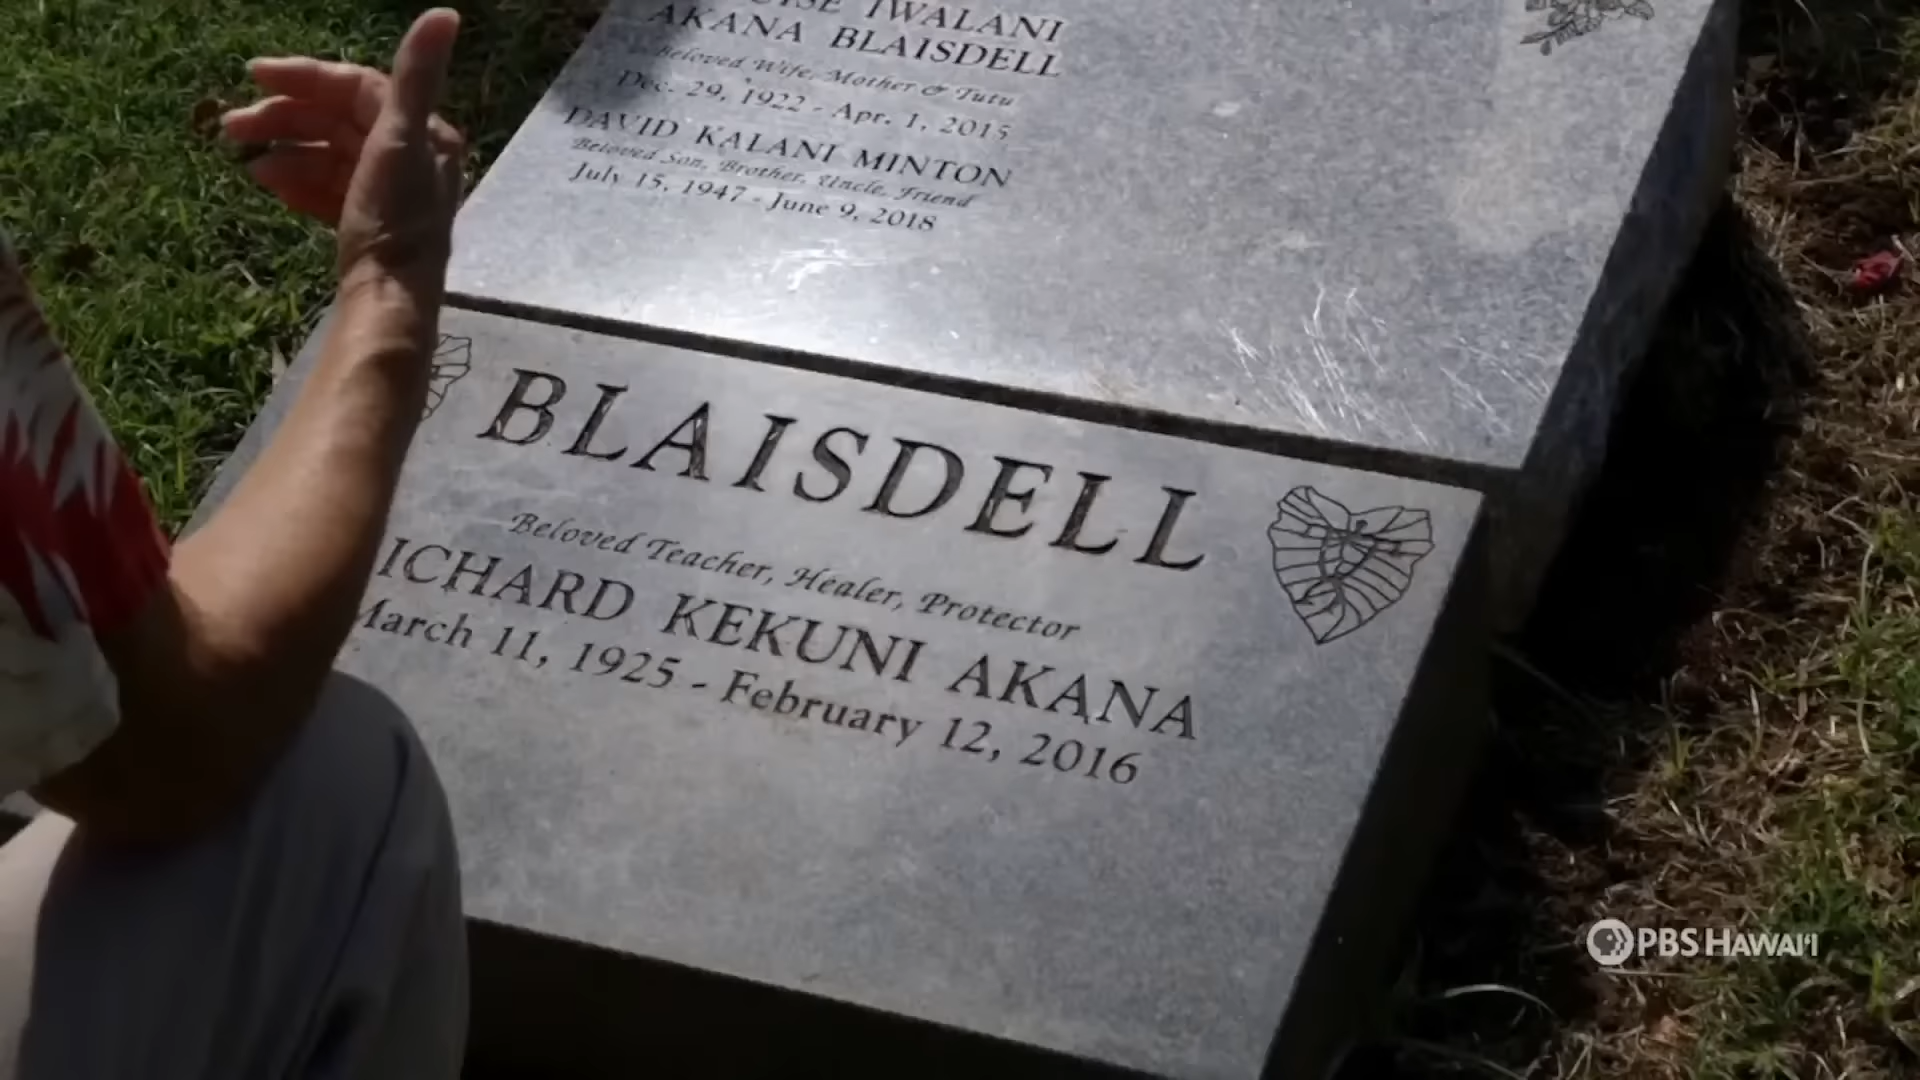 IWALANI
AKANA BLAISDELL
Beloved Wife, Mother & Tutu
Dec. 29, 1922 - Apr. 1, 2015
DAVID KALANI MINTON
Beloved Son, Brother, Uncle, Friend
July 15, 1947 - June 9, 2018
BLAISDELL
Beloved Teacher, Healer, Protector
ICHARD KEKUNI AKANA
March 11, 1925 - February 12, 2016
PBS HAWAI'I